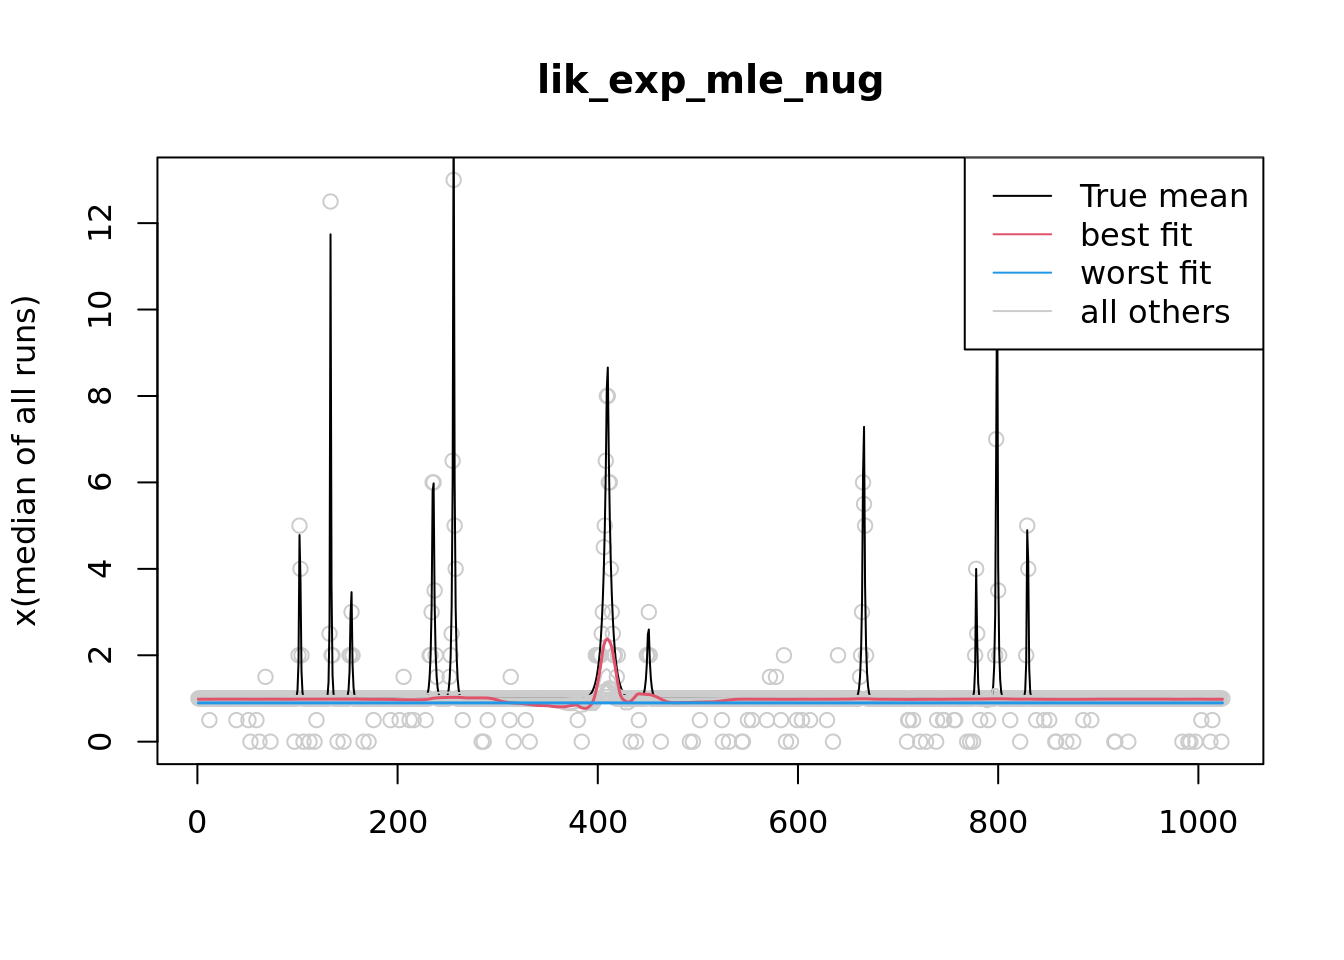 lik_exp_mle_nug
x(median of all runs)
12
10
8
6
4
2
0
True mean
best fit
worst fit
all others
0 200 400 600 800 1000